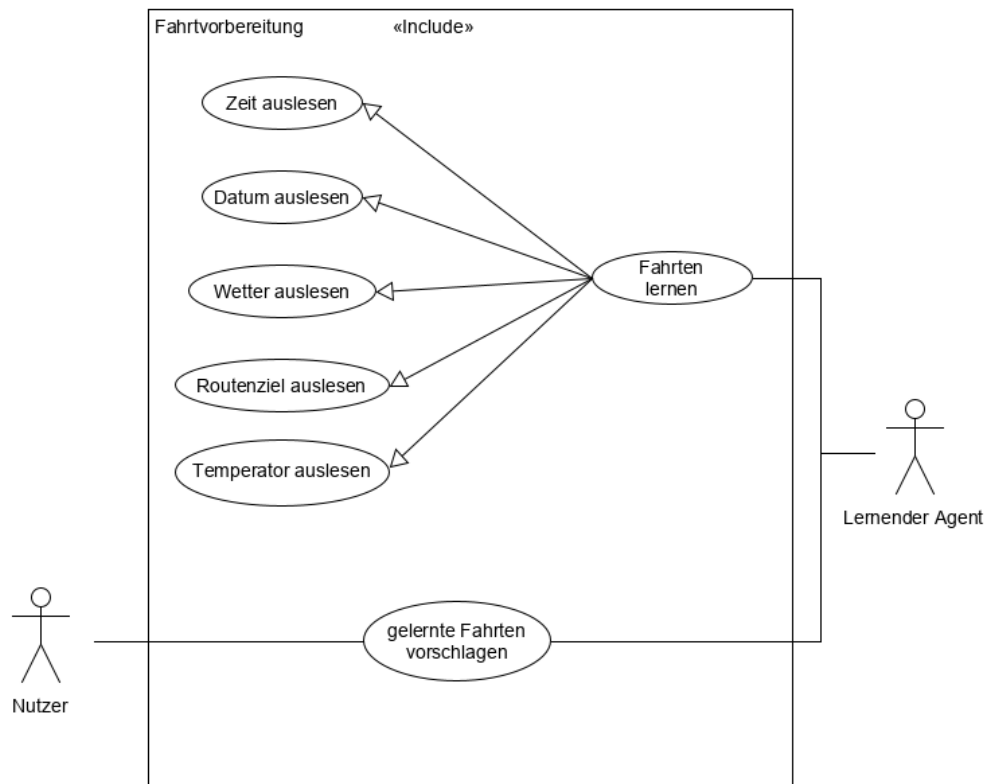 Fahrtvorbereitung «Include»
Zeit auslesen
Datum auslesen
Wetter auslesen
Fahrten
lernen
Routenziel auslesen
Temperator auslesen
Lernender Agent
gelernte Fahrten
vorschlagen
Nutzer